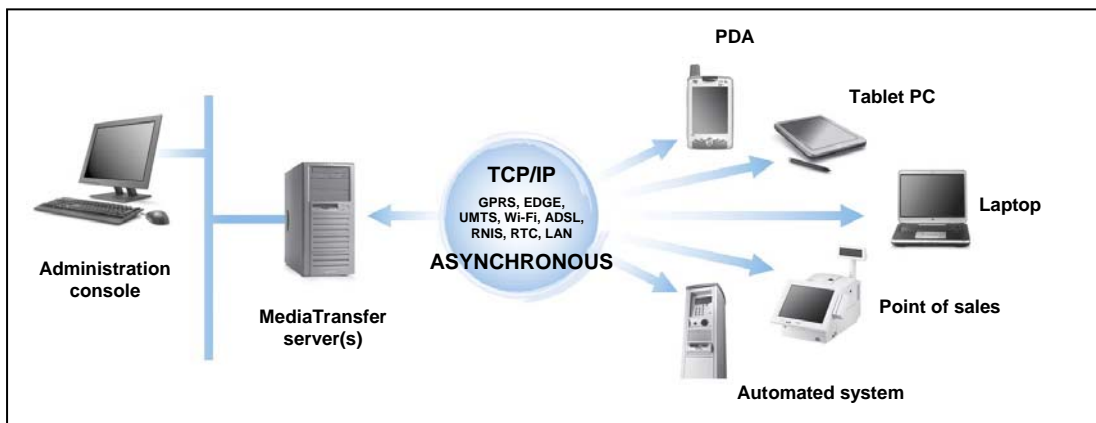 PDA
Tablet PC
TCP/IP
GPRS, EDGE,
UMTS, Wi-Fi, ADSL,
RNIS, RTC, LAN
ASYNCHRONOUS
Laptop
Administration
console
MediaTransfer
server(s)
Point of sales
Automated system